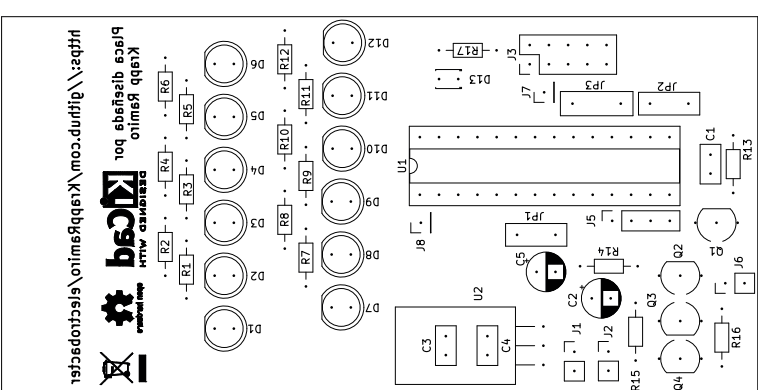 https://github.com/KrappRamiro/electrobacter
Placa diseñada por
Krapp Ramiro
KiCad
DESIGNED WITH
open hardware
R6
R5
R4
R3
R2
R1
D6
D5
D4
D3
D2
D1
R12
R11
R10
R9
R8
R7
D12
D11
D10
D9
D8
D7
R17
D13
J3
J7
JP3
JP2
U1
C1
R13
J8
JP1
J5
Q1
C5
R14
Q2
J6
U2
C2
Q3
C3
C4
J1
J2
R15
R16
Q4